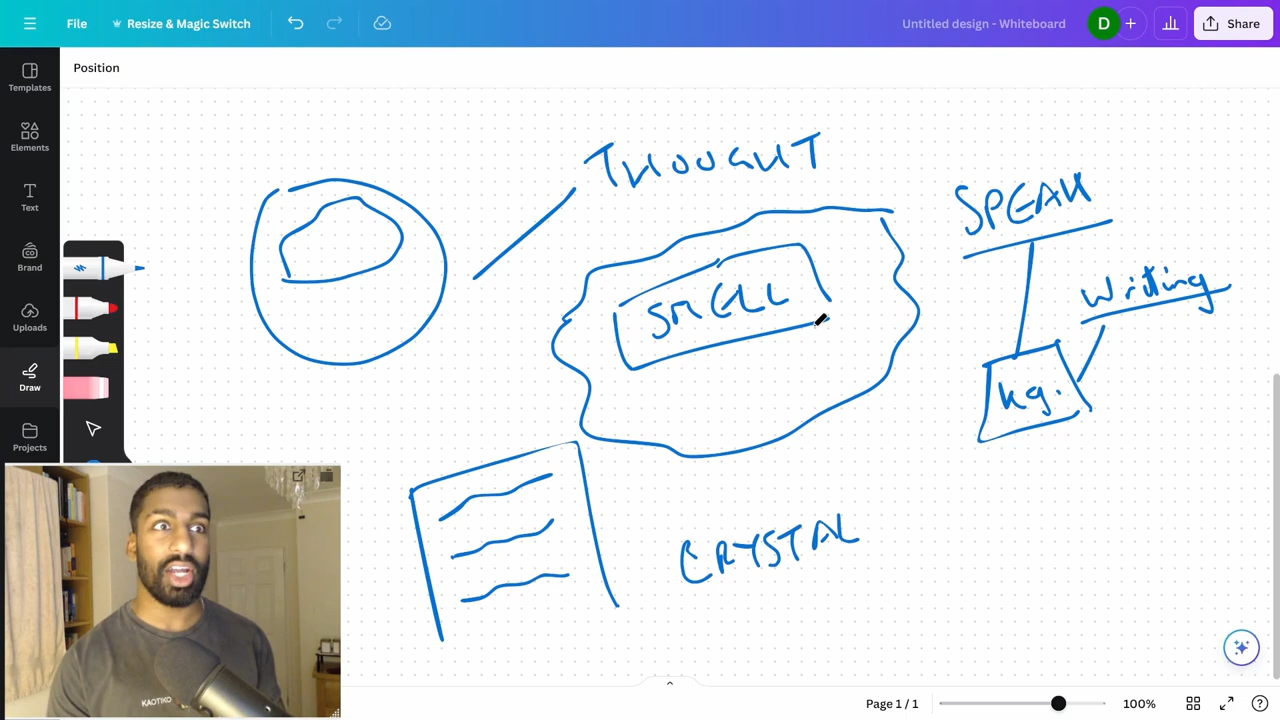 File
Resize & Magic Switch
Untitled design - Whiteboard
D
+
Share
Position
Templates
Elements
T
Text
Brand
Uploads
Draw
Projects
THOUGHT
SPEAK
Writing
SMELL
kg.
CRYSTAL
KAOTIKO
Page 1 / 1
100%
?